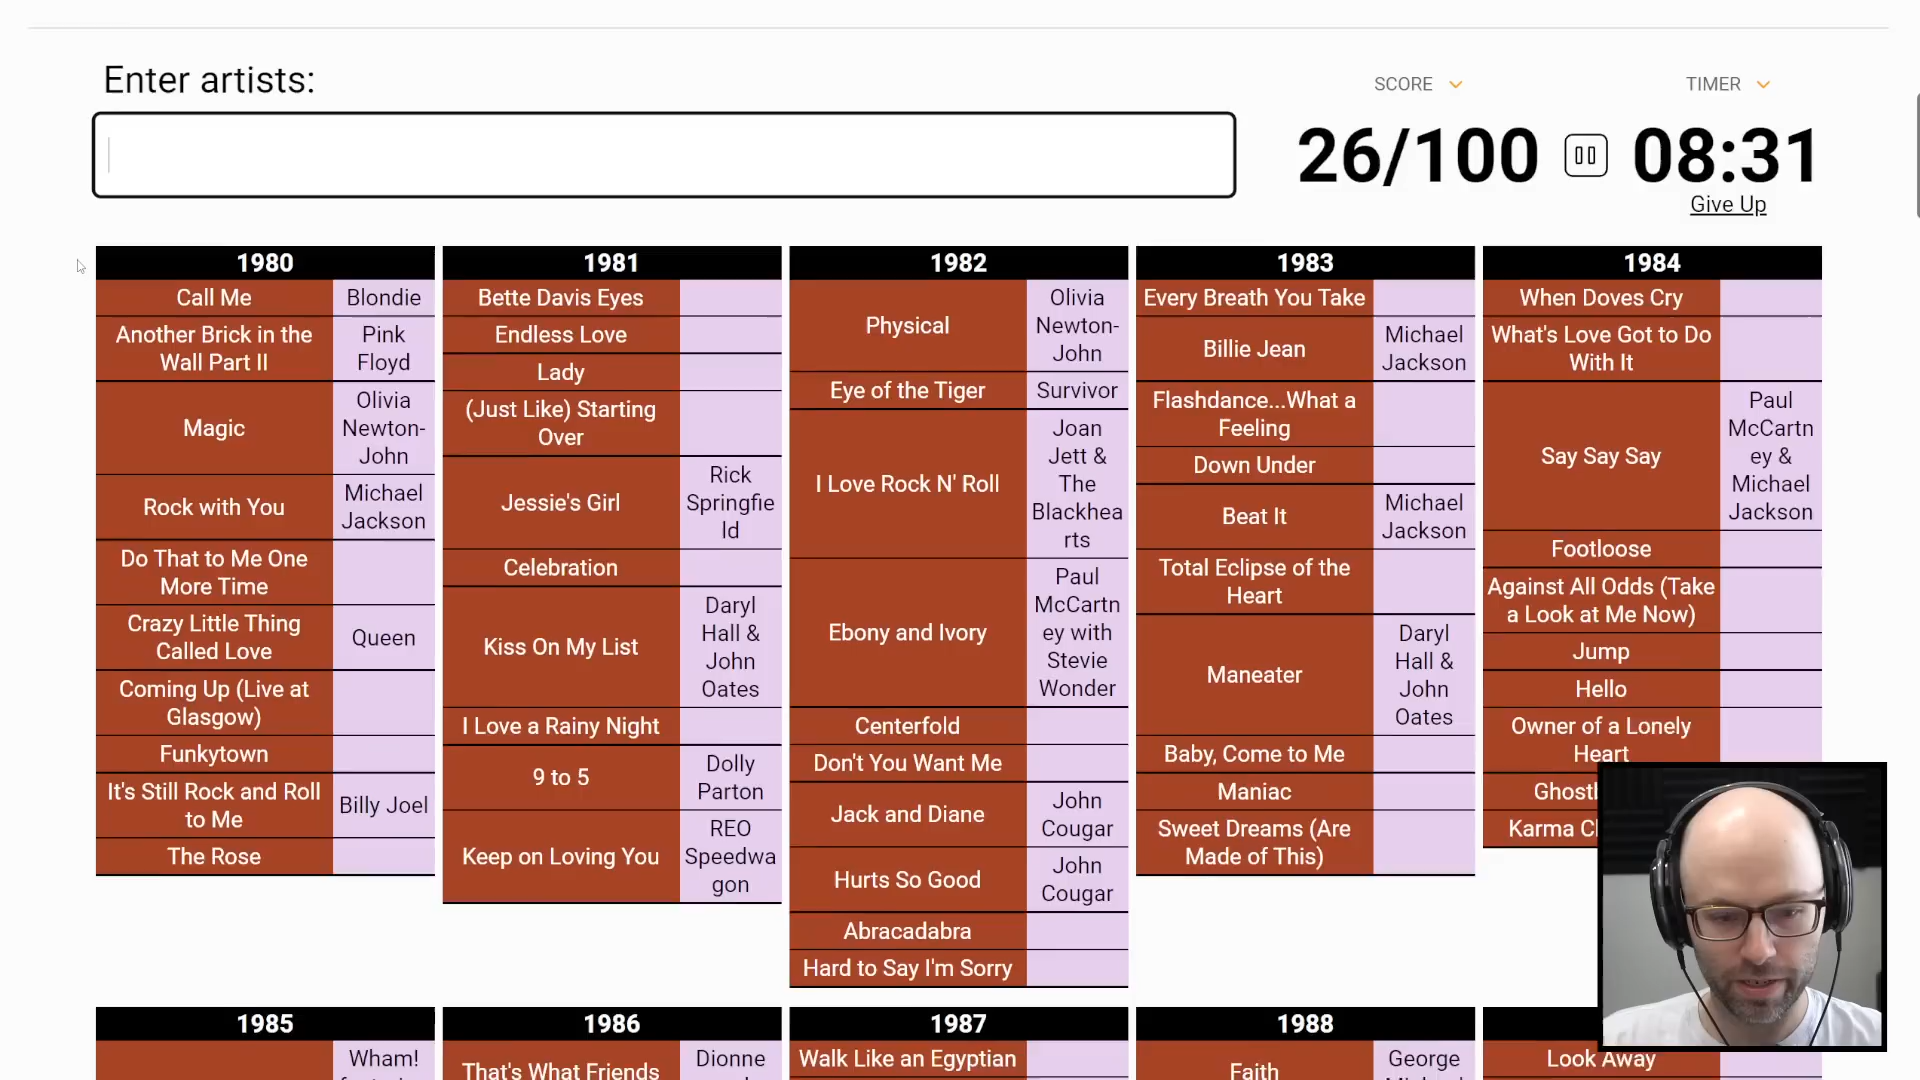 Enter artists:
SCORE
TIMER
26/100
08:31
Give Up
1980
Call Me
Blondie
Another Brick in the
Wall Part II
Pink
Floyd
Magic
Olivia
Newton-
John
Rock with You
Michael
Jackson
Do That to Me One
More Time
Crazy Little Thing
Called Love
Queen
Coming Up (Live at
Glasgow)
Funkytown
It's Still Rock and Roll
to Me
Billy Joel
The Rose
1981
Bette Davis Eyes
Endless Love
Lady
(Just Like) Starting
Over
Jessie's Girl
Rick
Springfie
ld
Celebration
Kiss On My List
Daryl
Hall &
John
Oates
I Love a Rainy Night
9 to 5
Dolly
Parton
Keep on Loving You
REO
Speedwa
gon
1982
Physical
Olivia
Newton-
John
Eye of the Tiger
Survivor
I Love Rock N' Roll
Joan
Jett &
The
Blackhea
rts
Ebony and Ivory
Paul
McCartn
ey with
Stevie
Wonder
Centerfold
Don't You Want Me
Jack and Diane
John
Cougar
Hurts So Good
John
Cougar
Abracadabra
Hard to Say I'm Sorry
1983
Every Breath You Take
Billie Jean
Michael
Jackson
Flashdance...What a
Feeling
Down Under
Beat It
Michael
Jackson
Total Eclipse of the
Heart
Maneater
Daryl
Hall &
John
Oates
Baby, Come to Me
Maniac
Sweet Dreams (Are
Made of This)
1984
When Doves Cry
What's Love Got to Do
With It
Say Say Say
Paul
McCartn
ey &
Michael
Jackson
Footloose
Against All Odds (Take
a Look at Me Now)
Jump
Hello
Owner of a Lonely
Heart
Karma
1985
Wham!
1986
That's What Friends
Dionne
1987
Walk Like an Egyptian
1988
Faith
George
Look Away